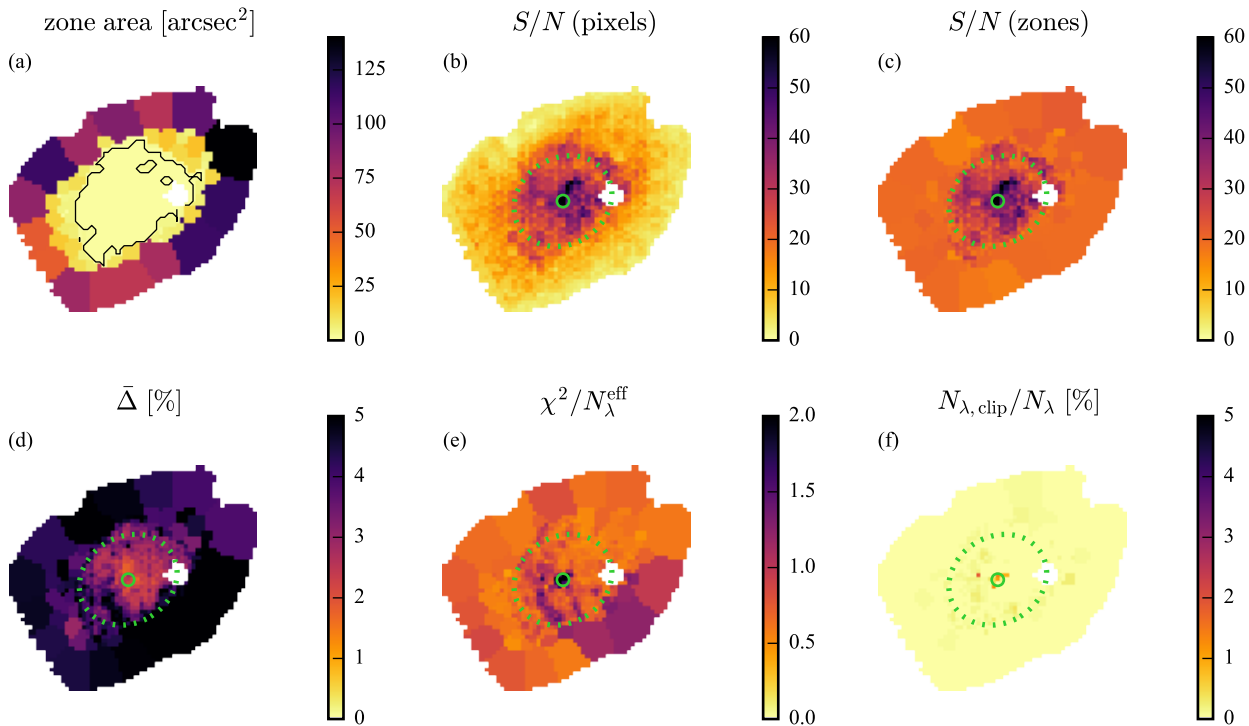 zone area [arcsec²] S/N (pixels) S/N (zones)
(a) (b) (c)
125 100 75 50 25 0
60 50 40 30 20 10 0
60 50 40 30 20 10 0
Δ̄ [%] χ²/N_λ^eff N_λ, clip/N_λ [%]
(d) (e) (f)
5 4 3 2 1 0
2.0 1.5 1.0 0.5 0.0
5 4 3 2 1 0